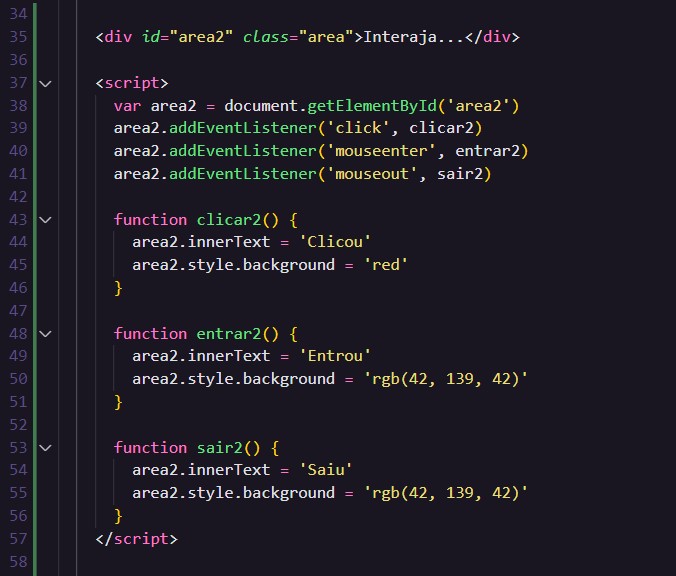 34
35 <div id="area2" class="area">Interaja...</div>
36
37 <script>
38 var area2 = document.getElementById('area2')
39 area2.addEventListener('click', clicar2)
40 area2.addEventListener('mouseenter', entrar2)
41 area2.addEventListener('mouseout', sair2)
42
43 function clicar2() {
44 area2.innerText = 'Clicou'
45 area2.style.background = 'red'
46 }
47
48 function entrar2() {
49 area2.innerText = 'Entrou'
50 area2.style.background = 'rgb(42, 139, 42)'
51 }
52
53 function sair2() {
54 area2.innerText = 'Saiu'
55 area2.style.background = 'rgb(42, 139, 42)'
56 }
57 </script>
58